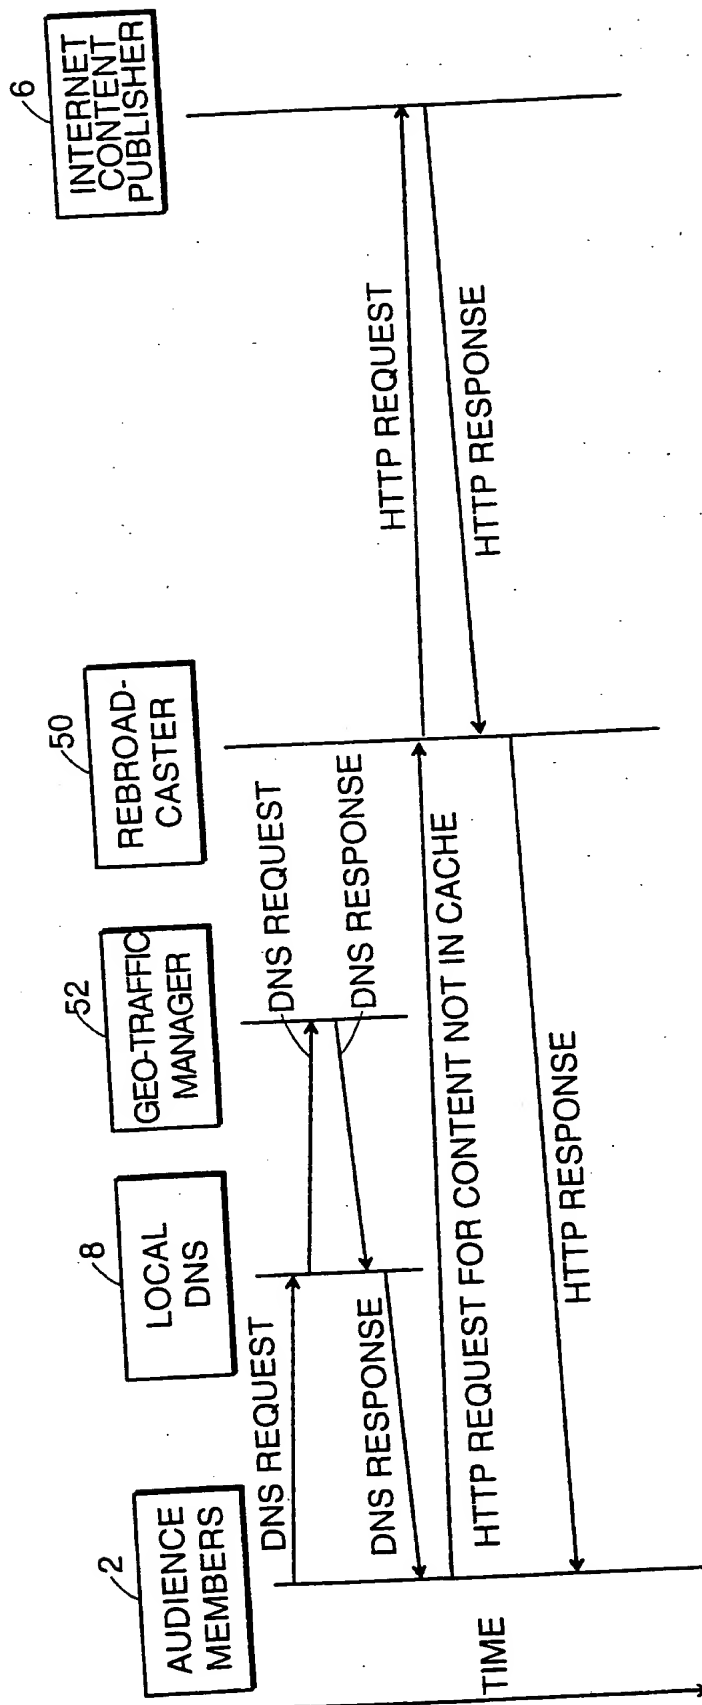 2
AUDIENCE
MEMBERS
8
LOCAL
DNS
52
GEO-TRAFFIC
MANAGER
50
REBROAD-
CASTER
6
INTERNET
CONTENT
PUBLISHER
DNS REQUEST
DNS REQUEST
DNS RESPONSE
DNS RESPONSE
HTTP REQUEST
HTTP REQUEST FOR CONTENT NOT IN CACHE
HTTP RESPONSE
HTTP RESPONSE
TIME